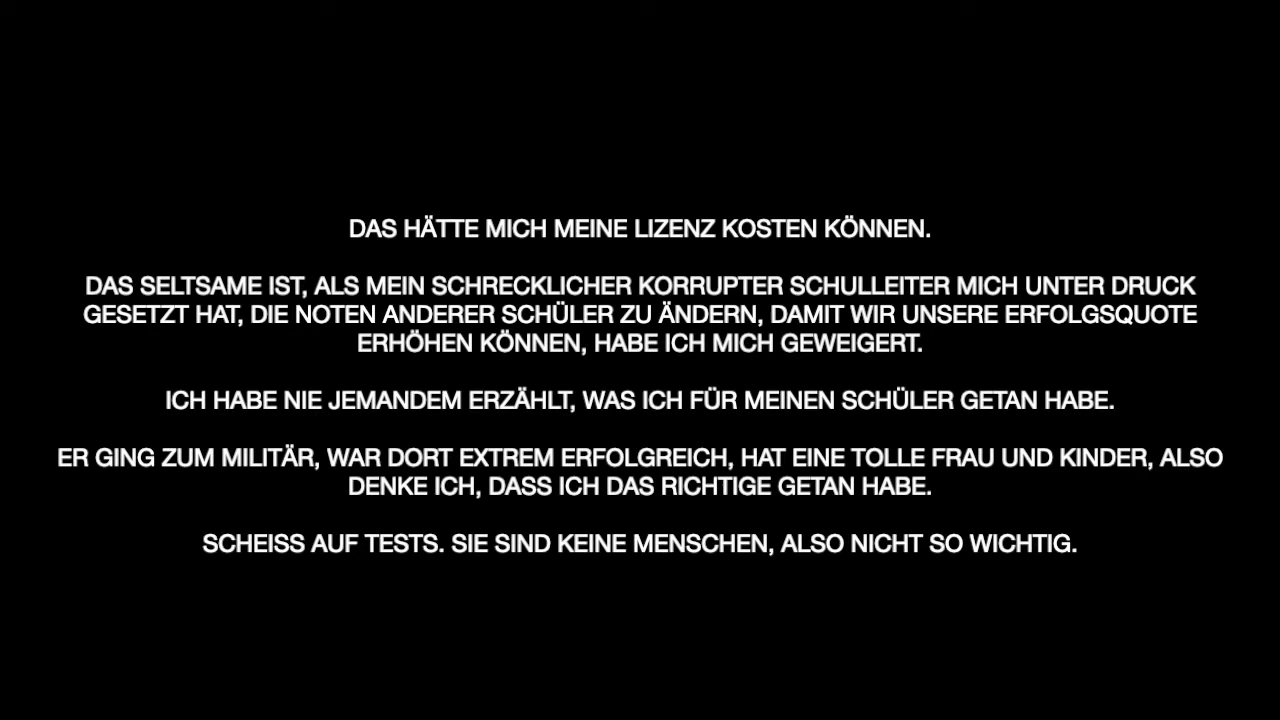 DAS HÄTTE MICH MEINE LIZENZ KOSTEN KÖNNEN.
DAS SELTSAME IST, ALS MEIN SCHRECKLICHER KORRUPTER SCHULLEITER MICH UNTER DRUCK
GESETZT HAT, DIE NOTEN ANDERER SCHÜLER ZU ÄNDERN, DAMIT WIR UNSERE ERFOLGSQUOTE
ERHÖHEN KÖNNEN, HABE ICH MICH GEWEIGERT.
ICH HABE NIE JEMANDEM ERZÄHLT, WAS ICH FÜR MEINEN SCHÜLER GETAN HABE.
ER GING ZUM MILITÄR, WAR DORT EXTREM ERFOLGREICH, HAT EINE TOLLE FRAU UND KINDER, ALSO
DENKE ICH, DASS ICH DAS RICHTIGE GETAN HABE.
SCHEISS AUF TESTS. SIE SIND KEINE MENSCHEN, ALSO NICHT SO WICHTIG.